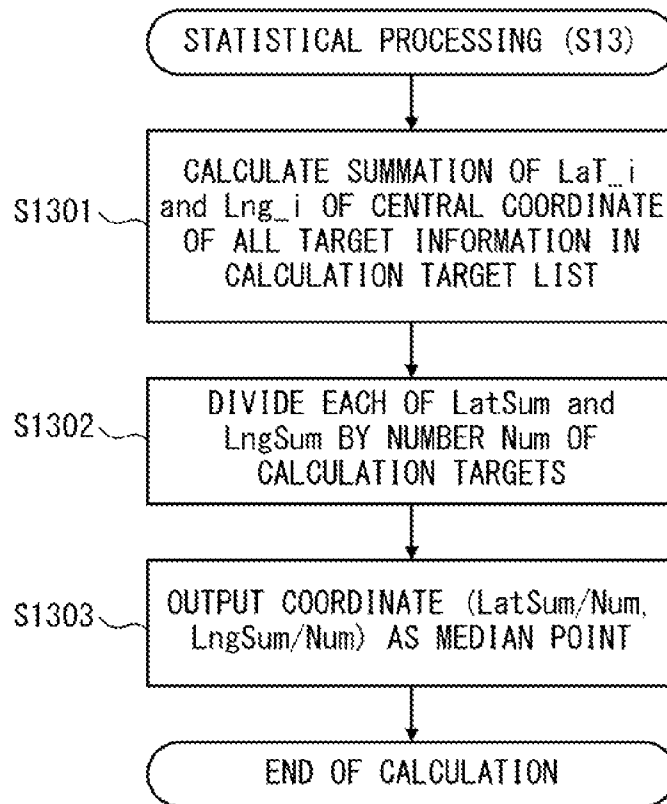 STATISTICAL PROCESSING (S13)
S1301
CALCULATE SUMMATION OF LaT_i
and Lng_i OF CENTRAL COORDINATE
OF ALL TARGET INFORMATION IN
CALCULATION TARGET LIST
S1302
DIVIDE EACH OF LatSum and
LngSum BY NUMBER Num OF
CALCULATION TARGETS
S1303
OUTPUT COORDINATE (LatSum/Num,
LngSum/Num) AS MEDIAN POINT
END OF CALCULATION